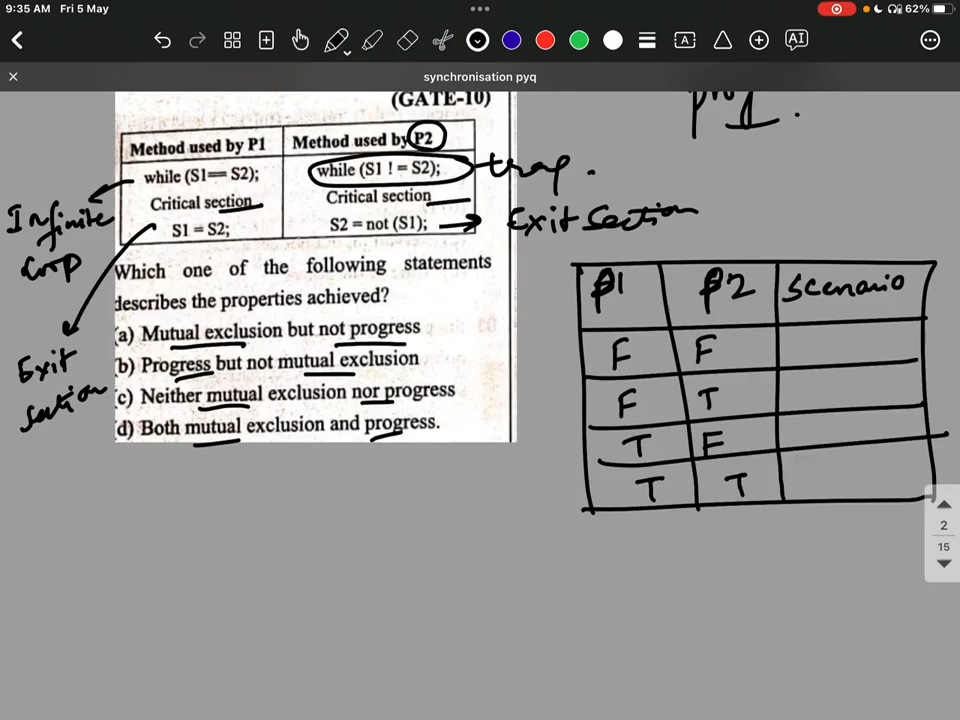 9:35 AM Fri 5 May
62%
A
AI
synchronisation pyq
(GATE-10)
Method used by P1 Method used by P2
while (S1== S2); while (S1 ! = S2); trap.
Critical section Critical section
S1 = S2; S2 = not (S1); Exit Section
Infinite
loop
Exit
section
Which one of the following statements
describes the properties achieved?
(a) Mutual exclusion but not progress
(b) Progress but not mutual exclusion
(c) Neither mutual exclusion nor progress
(d) Both mutual exclusion and progress.
P1 P2 Scenario
F F
F T
T F
T T
2
15